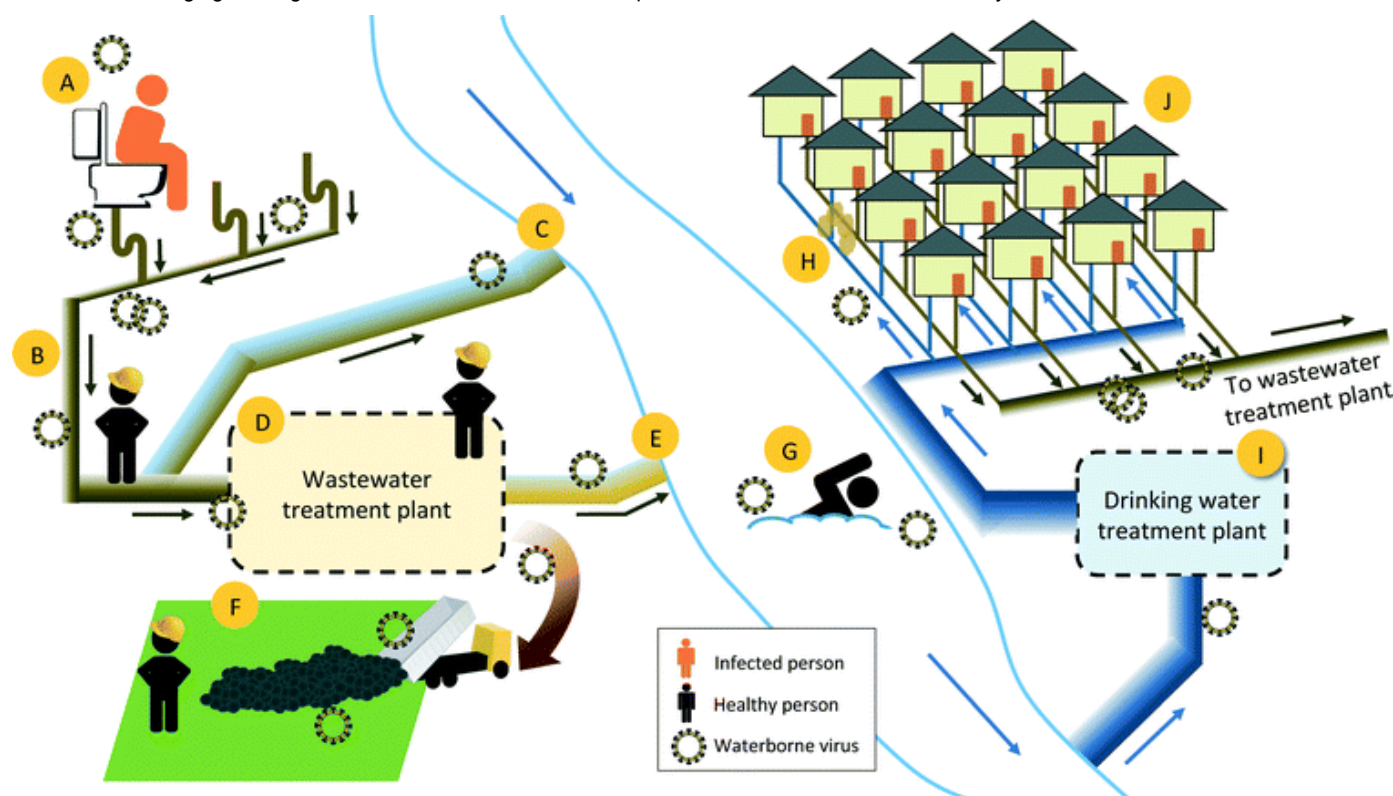 A
J
C
H
B
To wastewater
treatment plant
D
E
G
I
Wastewater
treatment plant
Drinking water
treatment plant
F
Infected person
Healthy person
Waterborne virus